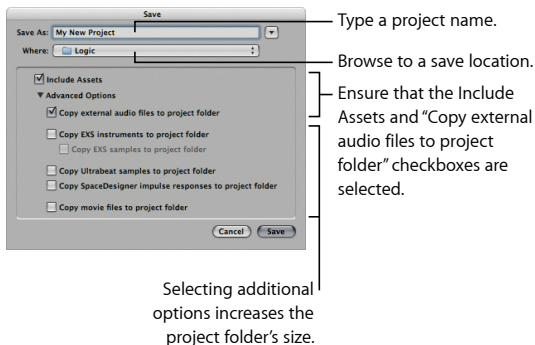 Save
Save As: My New Project
Where: Logic
Include Assets
Advanced Options
Copy external audio files to project folder
Copy EXS instruments to project folder
Copy EXS samples to project folder
Copy Ultrabeat samples to project folder
Copy SpaceDesigner impulse responses to project folder
Copy movie files to project folder
Cancel Save
Type a project name.
Browse to a save location.
Ensure that the Include
Assets and “Copy external
audio files to project
folder” checkboxes are
selected.
Selecting additional
options increases the
project folder’s size.